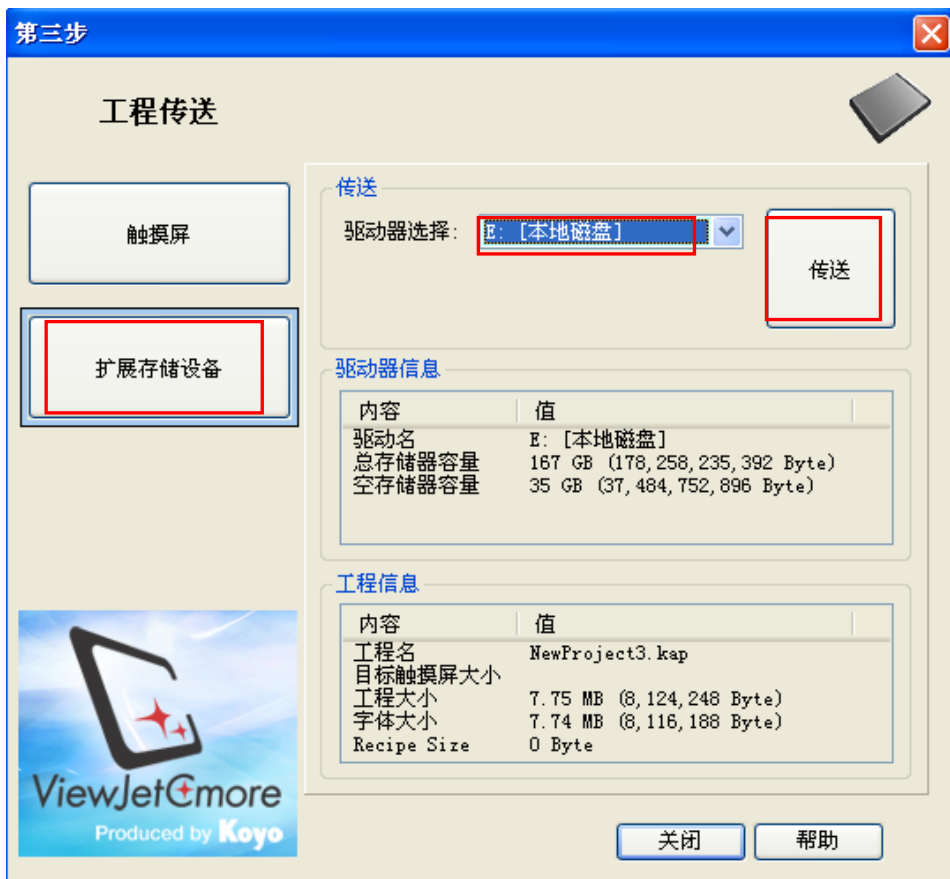 第三步
工程传送
触摸屏
扩展存储设备
传送
驱动器选择:
E: [本地磁盘]
传送
驱动器信息
内容 值
驱动名 E: [本地磁盘]
总存储器容量 167 GB (178,258,235,392 Byte)
空存储器容量 35 GB (37,484,752,896 Byte)
工程信息
内容 值
工程名 NewProject3.kap
目标触摸屏大小
工程大小 7.75 MB (8,124,248 Byte)
字体大小 7.74 MB (8,116,188 Byte)
Recipe Size 0 Byte
ViewJetCmore
Produced by Koyo
关闭
帮助